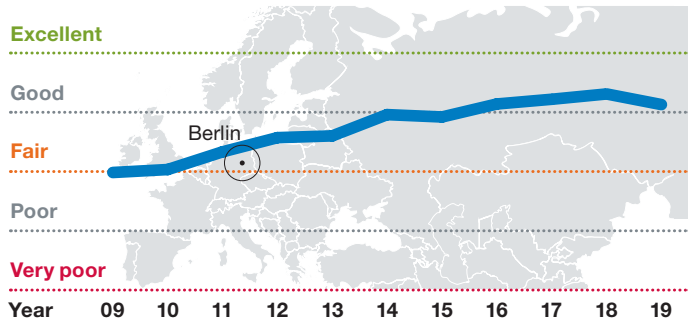 Excellent
Good
Berlin
Fair
Poor
Very poor
Year 09 10 11 12 13 14 15 16 17 18 19